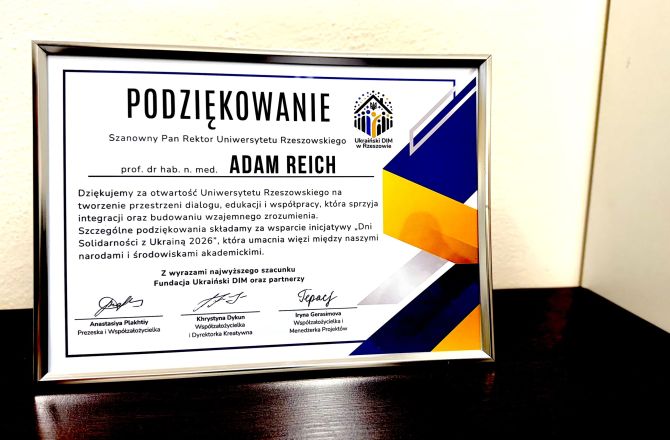 PODZIĘKOWANIE
Ukraiński DIM
w Rzeszowie
Szanowny Pan Rektor Uniwersytetu Rzeszowskiego
prof. dr hab. n. med. ADAM REICH
Dziękujemy za otwartość Uniwersytetu Rzeszowskiego na
tworzenie przestrzeni dialogu, edukacji i współpracy, która sprzyja
integracji oraz budowaniu wzajemnego zrozumienia.
Szczególne podziękowania składamy za wsparcie inicjatywy „Dni
Solidarności z Ukrainą 2026”, która umacnia więzi między naszymi
narodami i środowiskami akademickimi.
Z wyrazami najwyższego szacunku
Fundacja Ukraiński DIM oraz partnerzy
Anastasiya Plakhtiy
Prezeska i Współzałożycielka
Khrystyna Dykun
Współzałożycielka
i Dyrektorka Kreatywna
Iryna Gerasimova
Współzałożycielka i
Menedżerka Projektów